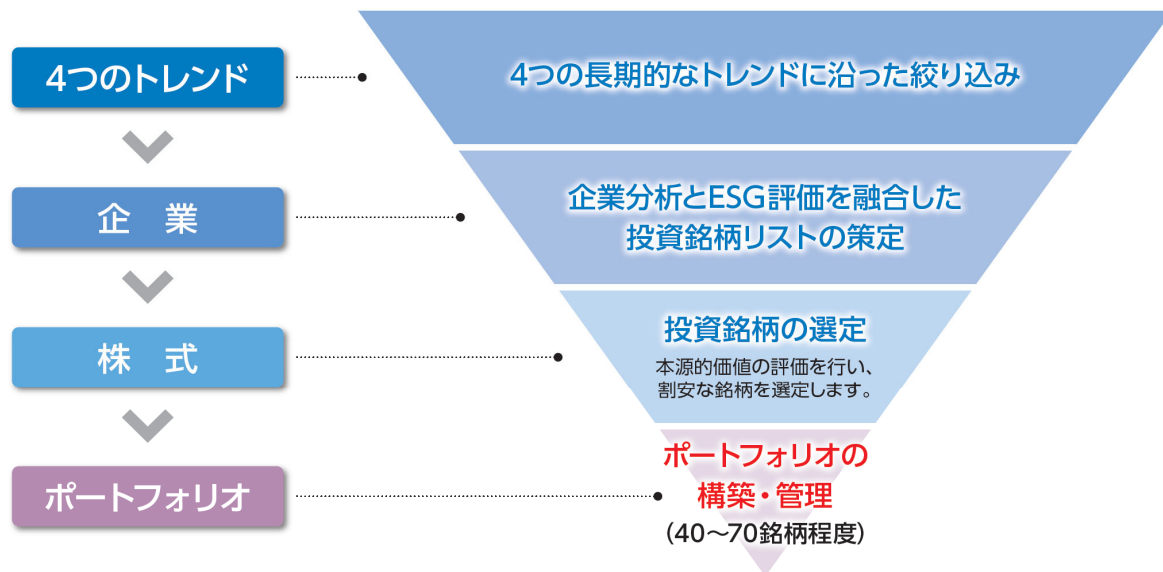 4つのトレンド
4つの長期的なトレンドに沿った絞り込み
企 業
企業分析とESG評価を融合した
投資銘柄リストの策定
株 式
投資銘柄の選定
本源的価値の評価を行い、
割安な銘柄を選定します。
ポートフォリオ
ポートフォリオの
構築・管理
(40〜70銘柄程度)